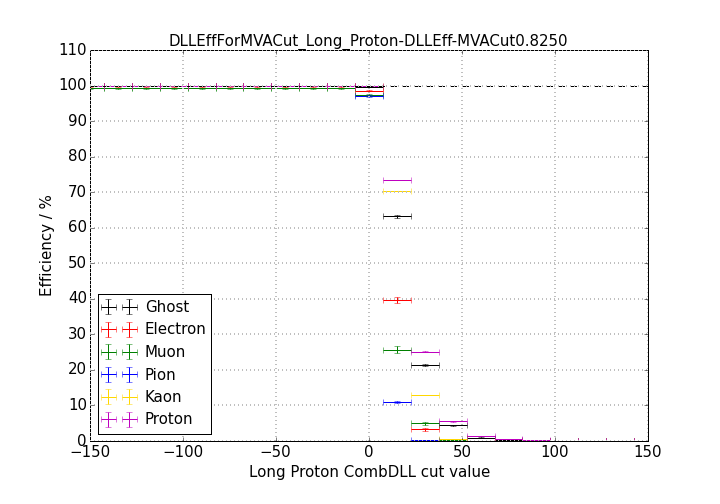 DLLEffForMVACut_Long_Proton-DLLEff-MVACut0.8250
110
100
90
80
70
60
50
40
30
20
10
0
Efficiency / %
Ghost
Electron
Muon
Pion
Kaon
Proton
−150 −100 −50 0 50 100 150
Long Proton CombDLL cut value